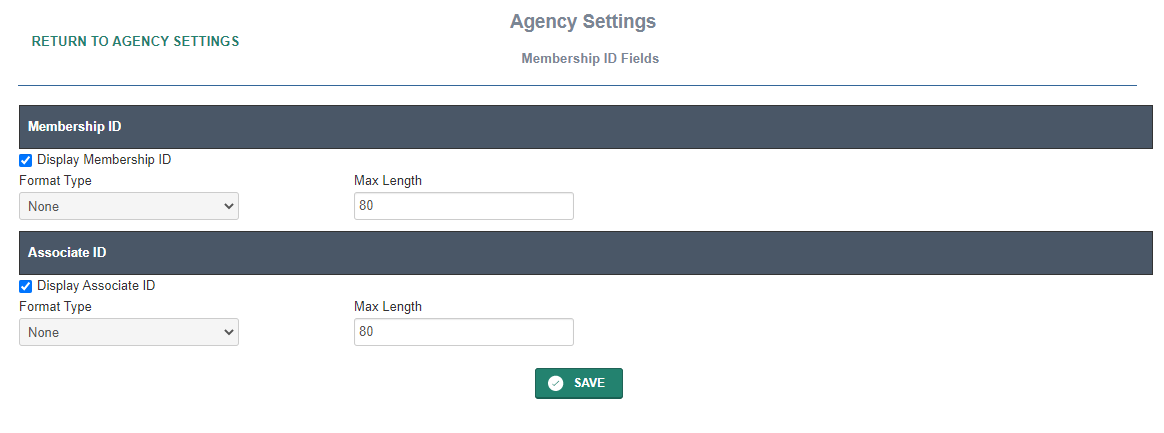 Agency Settings
RETURN TO AGENCY SETTINGS
Membership ID Fields
Membership ID
Display Membership ID
Format Type
Max Length
None
80
Associate ID
Display Associate ID
Format Type
Max Length
None
80
SAVE